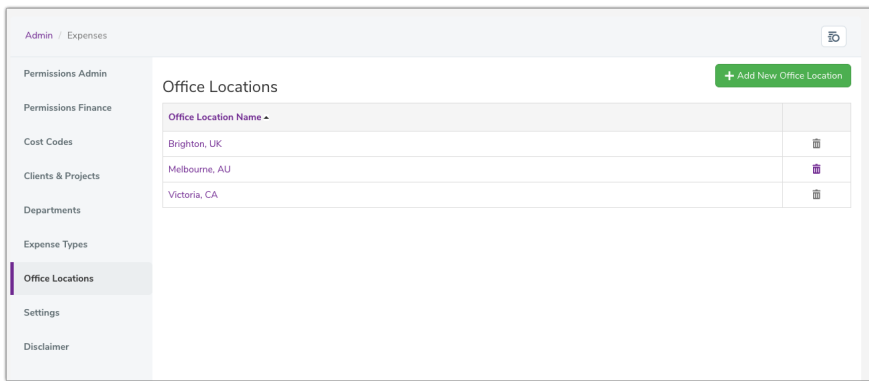 Admin / Expenses
Permissions Admin
Permissions Finance
Cost Codes
Clients & Projects
Departments
Expense Types
Office Locations
Settings
Disclaimer
Office Locations
Add New Office Location
Office Location Name
Brighton, UK
Melbourne, AU
Victoria, CA